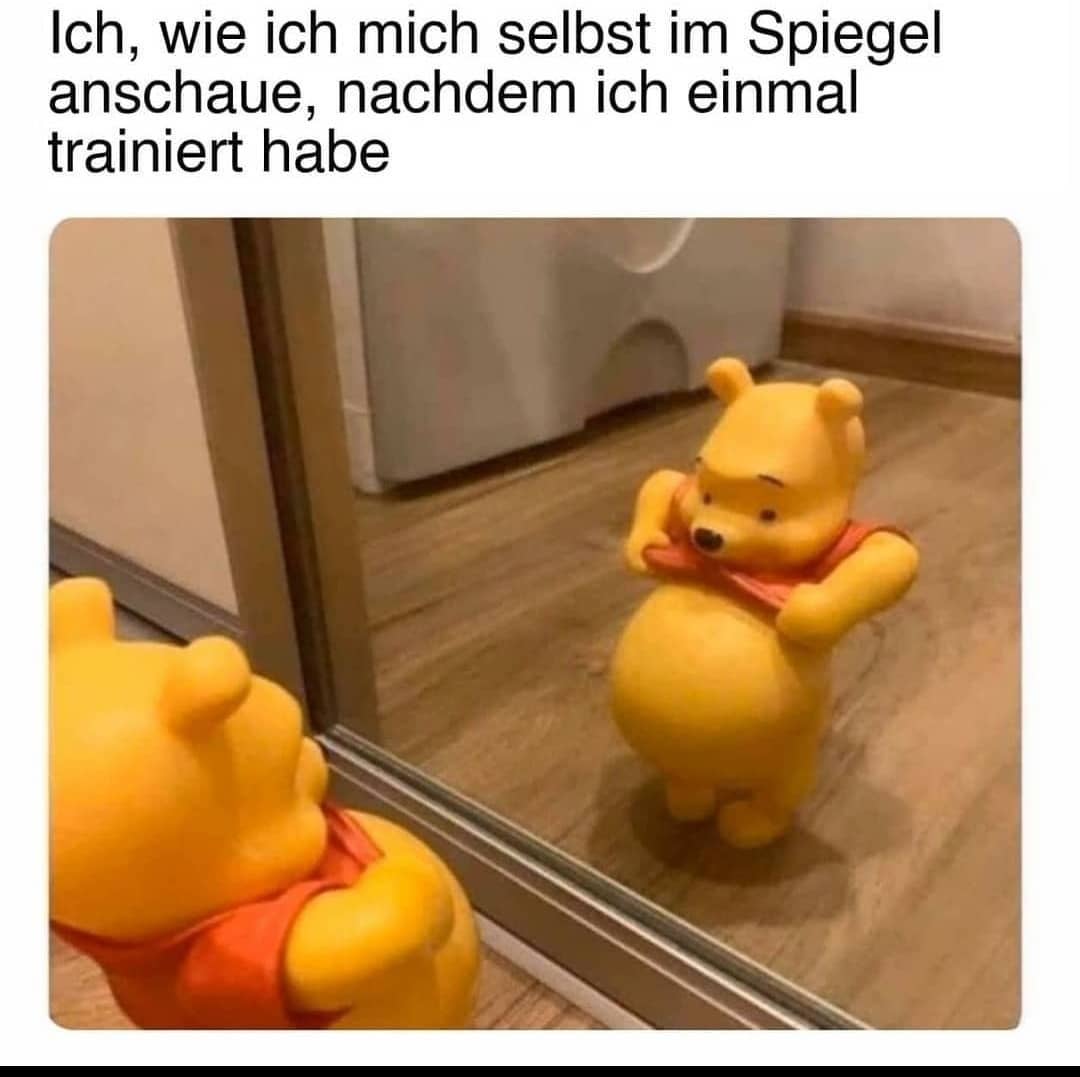 Ich, wie ich mich selbst im Spiegel
anschaue, nachdem ich einmal
trainiert habe